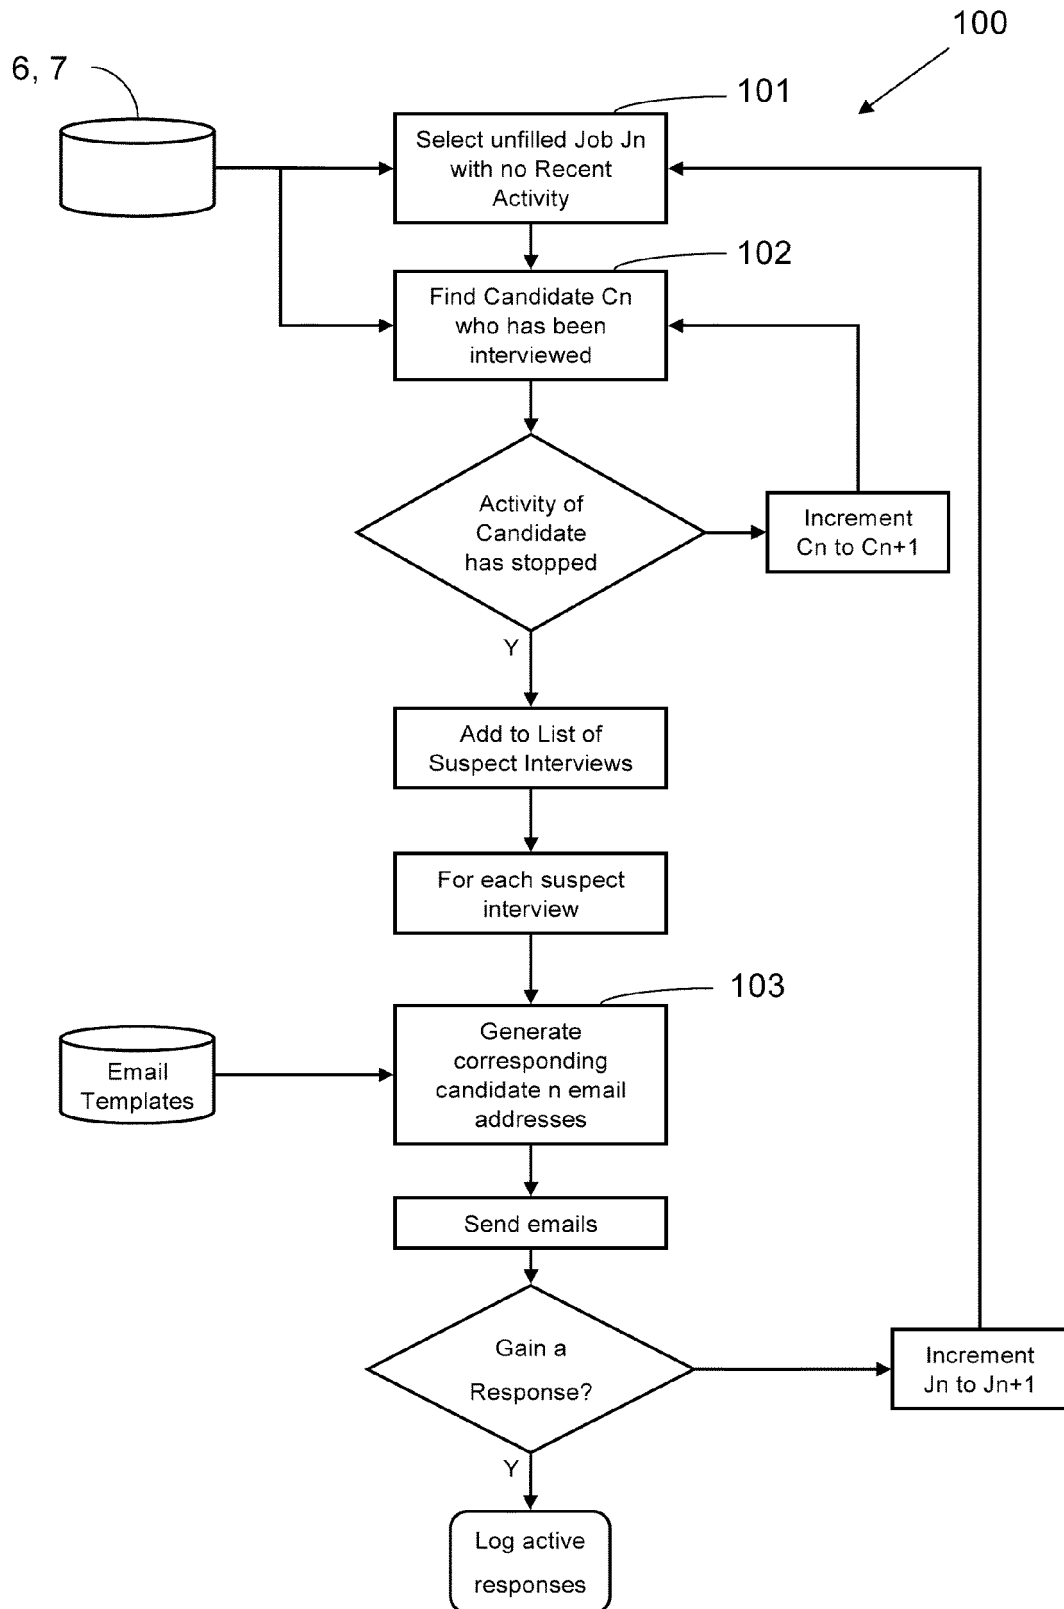 100
6, 7
101
Select unfilled Job Jn
with no Recent
Activity
102
Find Candidate Cn
who has been
interviewed
Activity of
Candidate
has stopped
Increment
Cn to Cn+1
Y
Add to List of
Suspect Interviews
For each suspect
interview
103
Generate
corresponding
candidate n email
addresses
Email
Templates
Send emails
Gain a
Response?
Increment
Jn to Jn+1
Y
Log active
responses